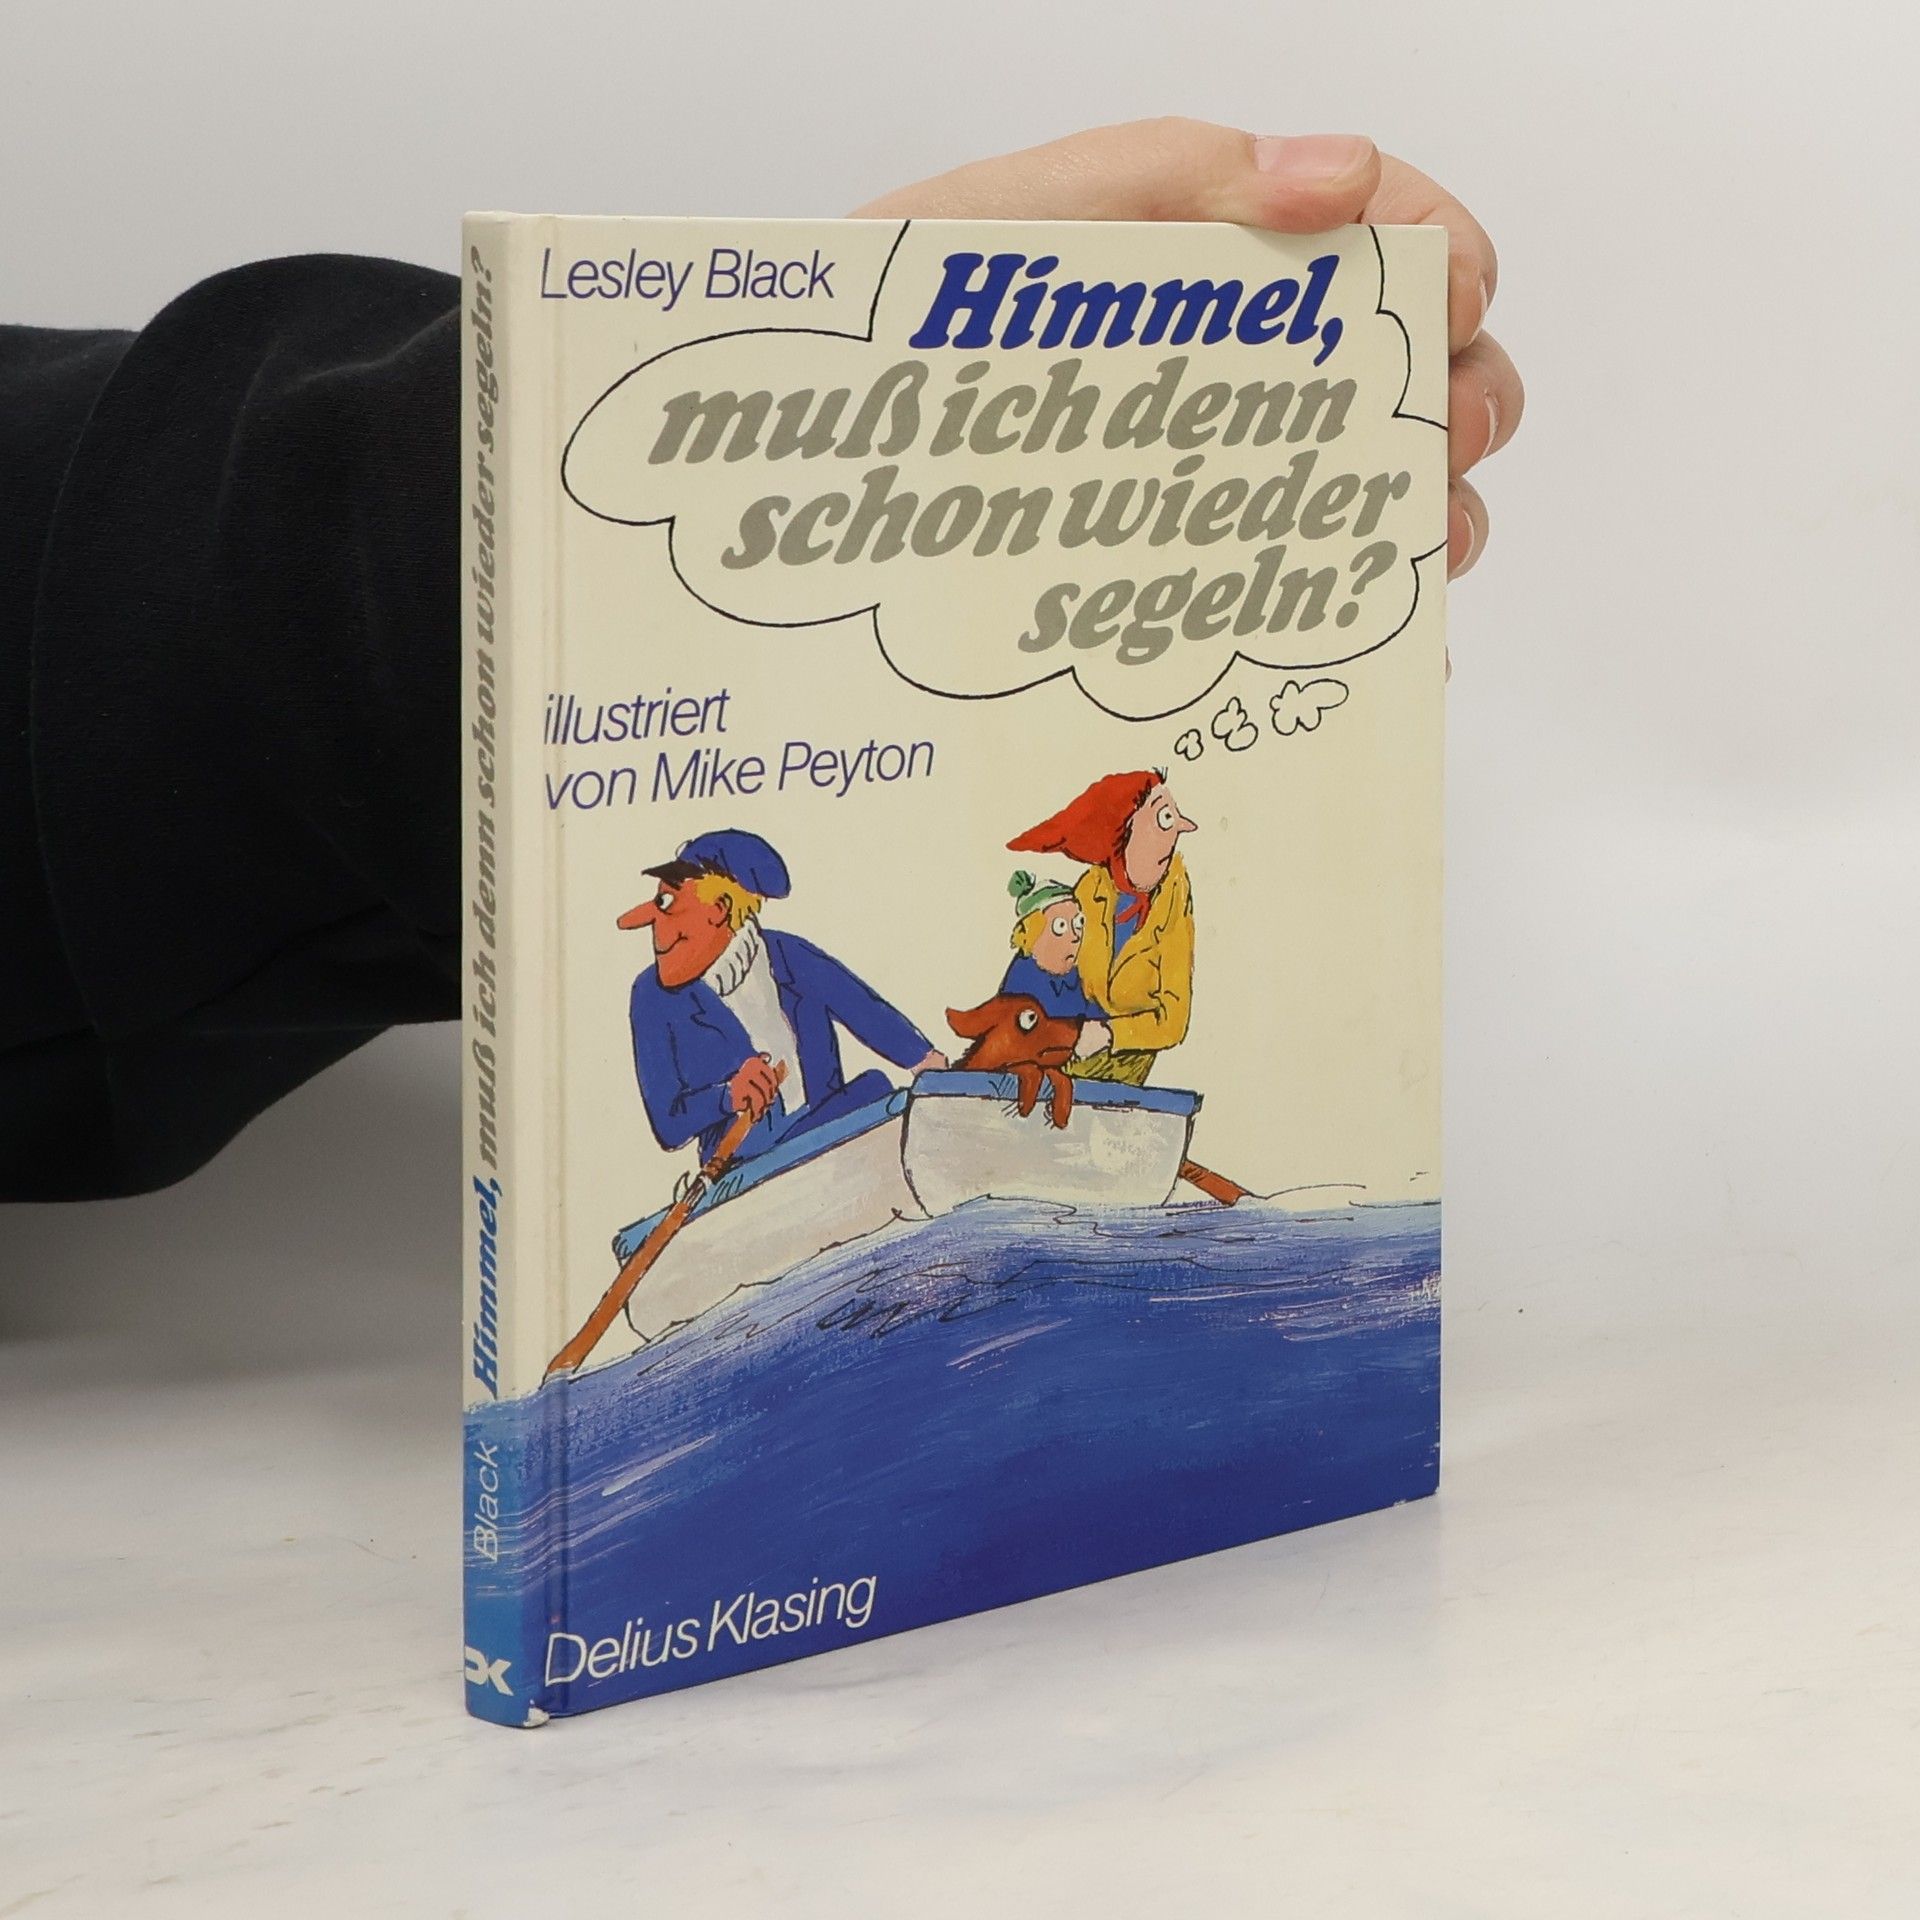 Lesley Black
Himmel,
muß ich denn
schon wieder
segeln?
illustriert
von Mike Peyton
Delius Klasing
Black Himmel, muß ich denn schon wieder segeln?
DK